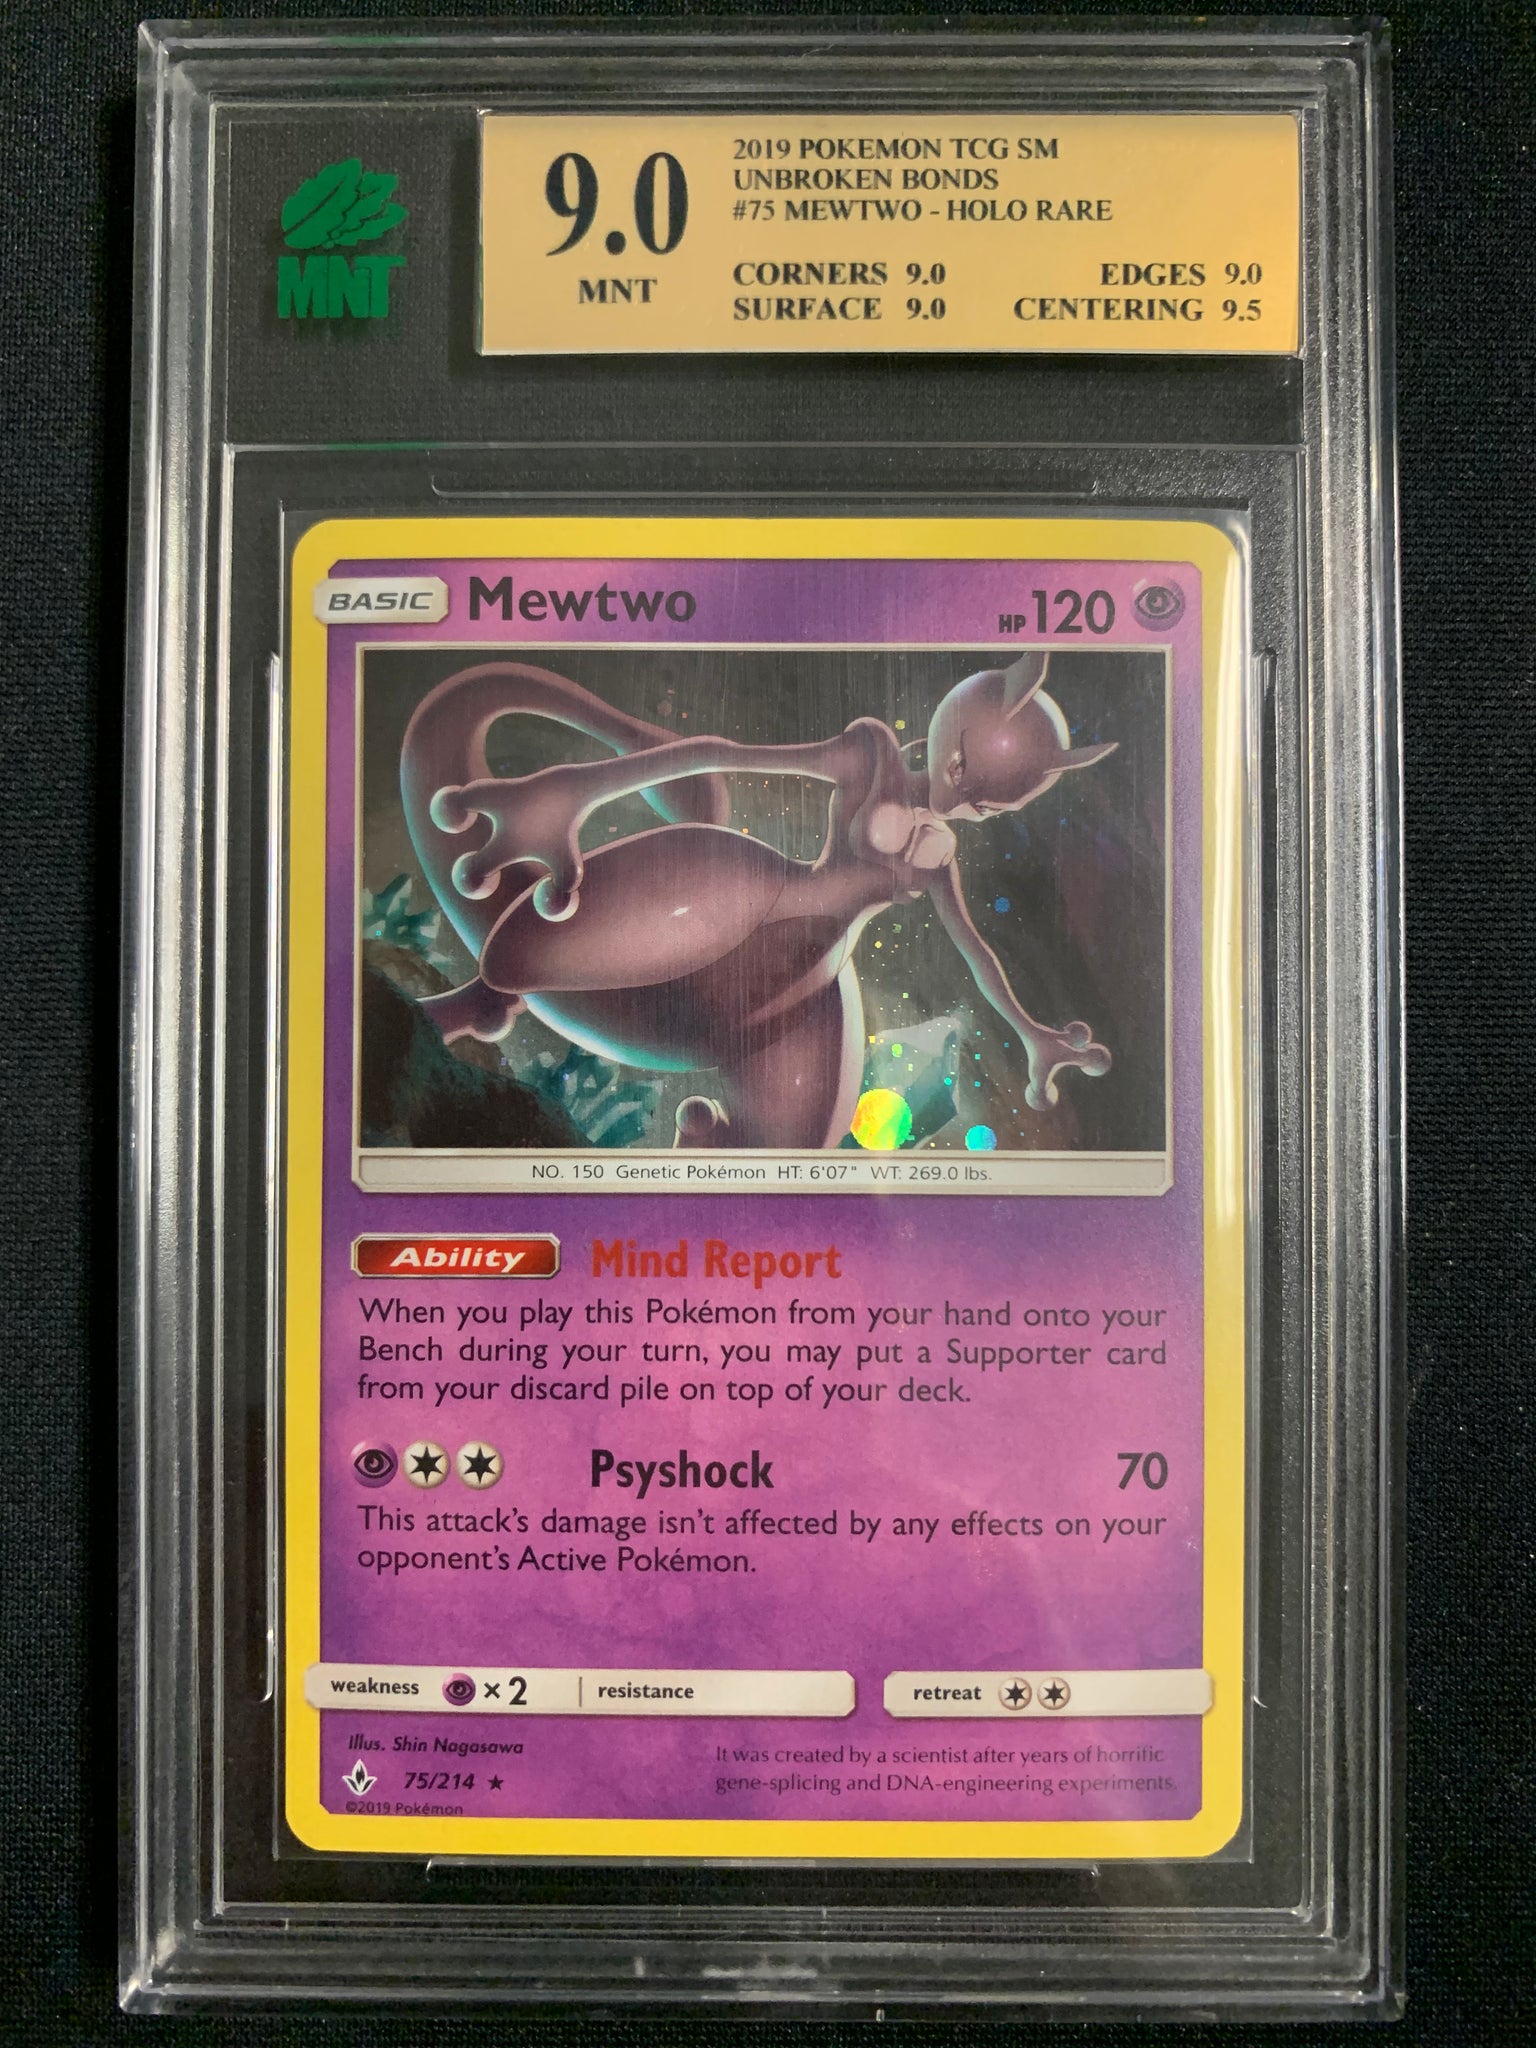 MNT
9.0
MNT
2019 POKEMON TCG SM
UNBROKEN BONDS
#75 MEWTWO - HOLO RARE
CORNERS 9.0 EDGES 9.0
SURFACE 9.0 CENTERING 9.5
BASIC Mewtwo HP 120
NO. 150 Genetic Pokémon HT: 6'07" WT: 269.0 lbs.
Ability Mind Report
When you play this Pokémon from your hand onto your
Bench during your turn, you may put a Supporter card
from your discard pile on top of your deck.
Psyshock 70
This attack's damage isn't affected by any effects on your
opponent's Active Pokémon.
weakness ×2 resistance retreat
Illus. Shin Nagasawa
75/214 ★
©2019 Pokémon
It was created by a scientist after years of horrific
gene-splicing and DNA-engineering experiments.